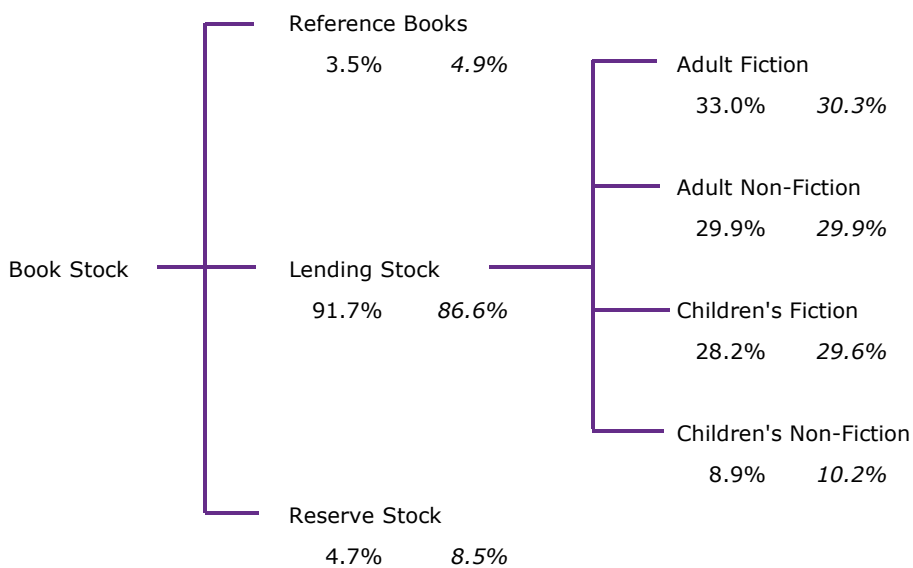 Reference Books
3.5% 4.9%
Adult Fiction
33.0% 30.3%
Adult Non-Fiction
29.9% 29.9%
Book Stock
Lending Stock
91.7% 86.6%
Children's Fiction
28.2% 29.6%
Children's Non-Fiction
8.9% 10.2%
Reserve Stock
4.7% 8.5%